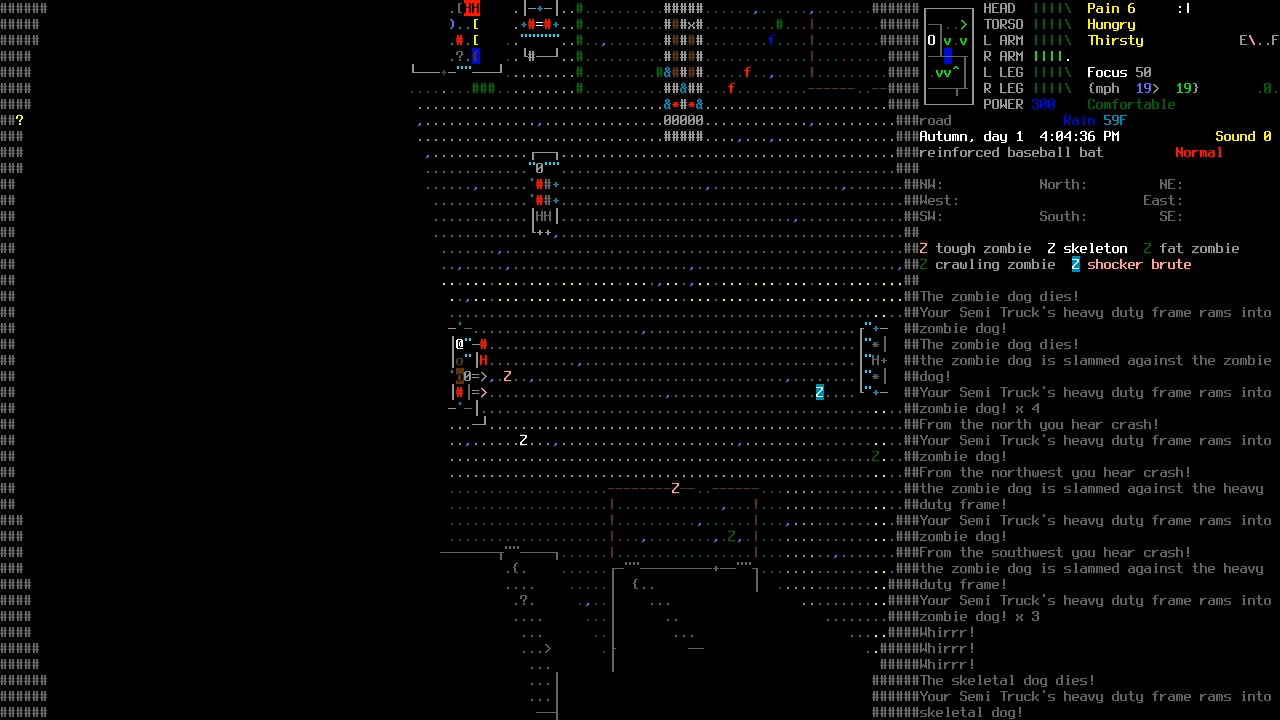 HEAD ||||\ Pain 6 :|
TORSO ||||\ Hungry
L ARM ||||\ Thirsty E\..F
R ARM ||||.
L LEG ||||\ Focus 50
R LEG ||||\ {mph 19> 19} .0.
POWER 300 Comfortable
road Rain 59F
Autumn, day 1 4:04:36 PM Sound 0
reinforced baseball bat Normal
NW: North: NE:
West: East:
SW: South: SE:
Z tough zombie Z skeleton Z fat zombie
Z crawling zombie Z shocker brute
The zombie dog dies!
Your Semi Truck's heavy duty frame rams into
zombie dog!
The zombie dog dies!
the zombie dog is slammed against the zombie
dog!
Your Semi Truck's heavy duty frame rams into
zombie dog! x 4
From the north you hear crash!
Your Semi Truck's heavy duty frame rams into
zombie dog!
From the northwest you hear crash!
the zombie dog is slammed against the heavy
duty frame!
Your Semi Truck's heavy duty frame rams into
zombie dog!
From the southwest you hear crash!
the zombie dog is slammed against the heavy
duty frame!
Your Semi Truck's heavy duty frame rams into
zombie dog! x 3
Whirrr!
Whirrr!
Whirrr!
The skeletal dog dies!
Your Semi Truck's heavy duty frame rams into
skeletal dog!